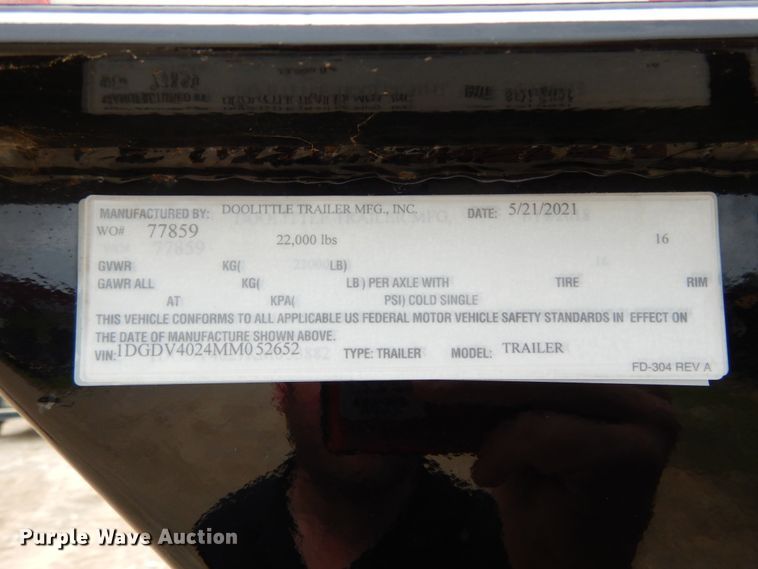 MANUFACTURED BY: DOOLITTLE TRAILER MFG., INC. DATE: 5/21/2021
WO# 77859
22,000 lbs 16
GVWR KG( LB)
GAWR ALL KG( LB ) PER AXLE WITH TIRE RIM
AT KPA( PSI) COLD SINGLE
THIS VEHICLE CONFORMS TO ALL APPLICABLE US FEDERAL MOTOR VEHICLE SAFETY STANDARDS IN EFFECT ON
THE DATE OF MANUFACTURE SHOWN ABOVE.
VIN: 1DGDV4024MM052652 TYPE: TRAILER MODEL: TRAILER
FD-304 REV A
Purple Wave Auction